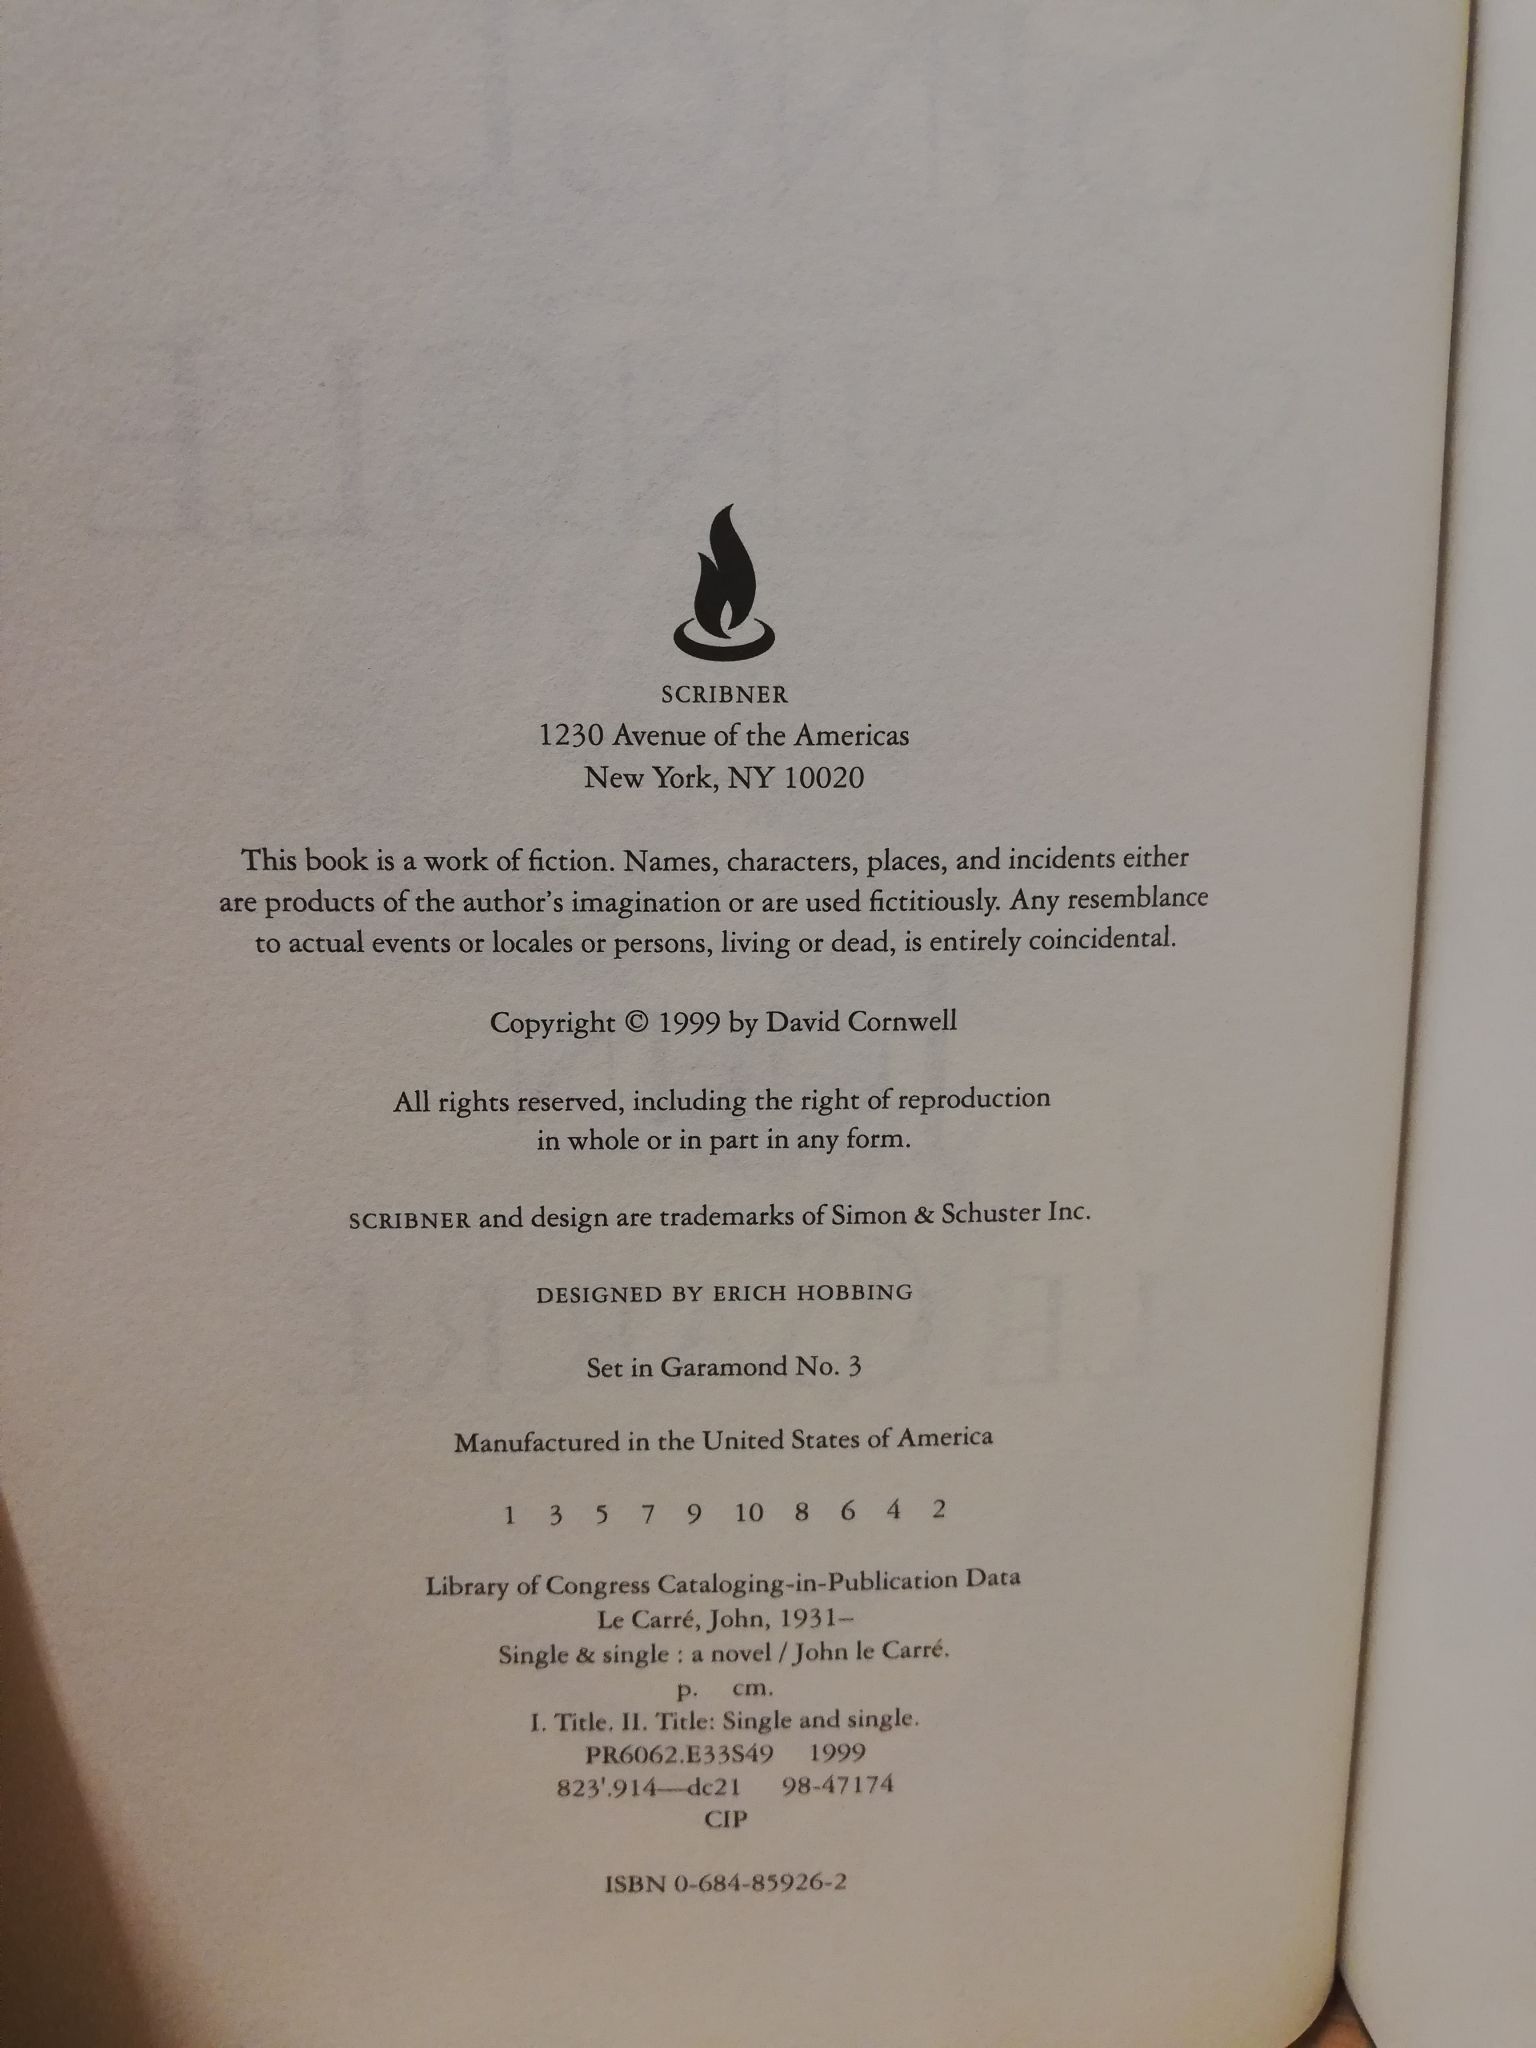 SCRIBNER
1230 Avenue of the Americas
New York, NY 10020
This book is a work of fiction. Names, characters, places, and incidents either
are products of the author's imagination or are used fictitiously. Any resemblance
to actual events or locales or persons, living or dead, is entirely coincidental.
Copyright © 1999 by David Cornwell
All rights reserved, including the right of reproduction
in whole or in part in any form.
SCRIBNER and design are trademarks of Simon & Schuster Inc.
DESIGNED BY ERICH HOBBING
Set in Garamond No. 3
Manufactured in the United States of America
1 3 5 7 9 10 8 6 4 2
Library of Congress Cataloging-in-Publication Data
Le Carré, John, 1931–
Single & single : a novel / John le Carré.
p. cm.
I. Title. II. Title: Single and single.
PR6062.E33S49 1999
823'.914—dc21 98-47174
CIP
ISBN 0-684-85926-2